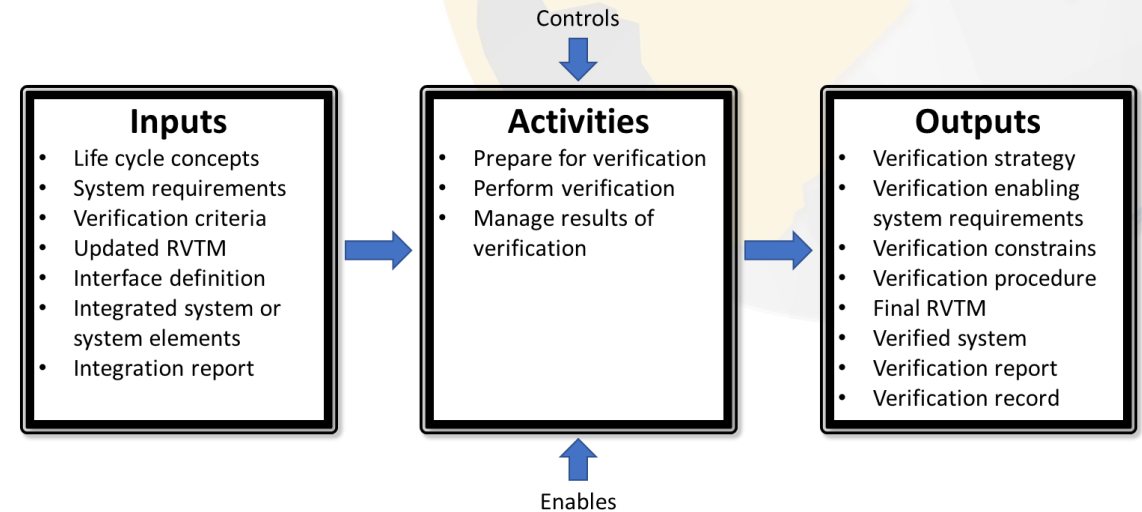 Controls
Inputs
• Life cycle concepts
• System requirements
• Verification criteria
• Updated RVTM
• Interface definition
• Integrated system or
system elements
• Integration report
Activities
• Prepare for verification
• Perform verification
• Manage results of
verification
Outputs
• Verification strategy
• Verification enabling
system requirements
• Verification constrains
• Verification procedure
• Final RVTM
• Verified system
• Verification report
• Verification record
Enables